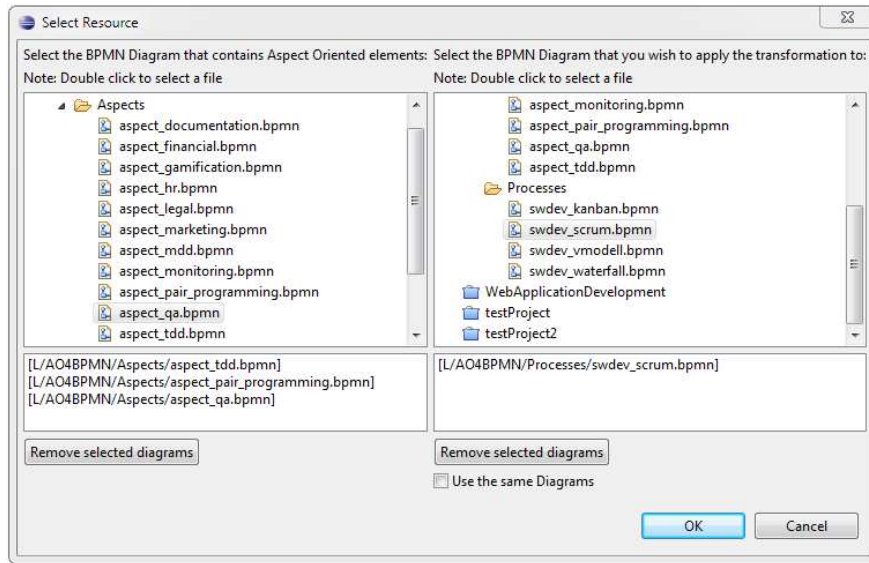 Select Resource
Select the BPMN Diagram that contains Aspect Oriented elements:
Note: Double click to select a file
Aspects
aspect_documentation.bpmn
aspect_financial.bpmn
aspect_gamification.bpmn
aspect_hr.bpmn
aspect_legal.bpmn
aspect_marketing.bpmn
aspect_mdd.bpmn
aspect_monitoring.bpmn
aspect_pair_programming.bpmn
aspect_qa.bpmn
aspect_tdd.bpmn
[L/AO4BPMN/Aspects/aspect_tdd.bpmn]
[L/AO4BPMN/Aspects/aspect_pair_programming.bpmn]
[L/AO4BPMN/Aspects/aspect_qa.bpmn]
Remove selected diagrams
Select the BPMN Diagram that you wish to apply the transformation to:
Note: Double click to select a file
aspect_monitoring.bpmn
aspect_pair_programming.bpmn
aspect_qa.bpmn
aspect_tdd.bpmn
Processes
swdev_kanban.bpmn
swdev_scrum.bpmn
swdev_vmodell.bpmn
swdev_waterfall.bpmn
WebApplicationDevelopment
testProject
testProject2
[L/AO4BPMN/Processes/swdev_scrum.bpmn]
Remove selected diagrams
Use the same Diagrams
OK
Cancel